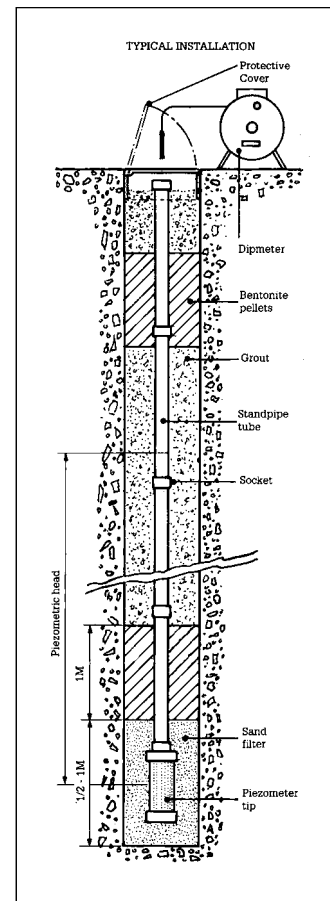 TYPICAL INSTALLATION
Protective
Cover
Dipmeter
Bentonite
pellets
Grout
Standpipe
tube
Socket
Piezometric head
1M
Sand
filter
1/2 - 1M
Piezometer
tip